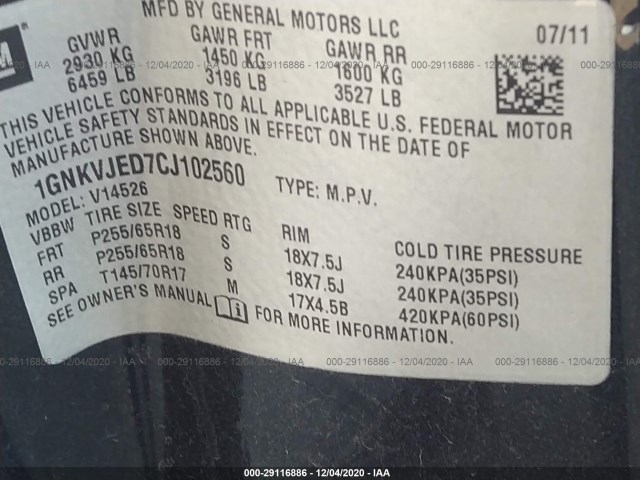 MFD BY GENERAL MOTORS LLC
07/11
GVWR GAWR FRT GAWR RR
2930 KG 1450 KG 1600 KG
6459 LB 3196 LB 3527 LB
THIS VEHICLE CONFORMS TO ALL APPLICABLE U.S. FEDERAL MOTOR
VEHICLE SAFETY STANDARDS IN EFFECT ON THE DATE OF
MANUFACTURE SHOWN ABOVE.
1GNKVJED7CJ102560 TYPE: M.P.V.
MODEL: V14526
VBBW TIRE SIZE SPEED RTG RIM COLD TIRE PRESSURE
FRT P255/65R18 S 18X7.5J 240KPA(35PSI)
RR P255/65R18 S 18X7.5J 240KPA(35PSI)
SPA T145/70R17 M 17X4.5B 420KPA(60PSI)
SEE OWNER'S MANUAL FOR MORE INFORMATION.
000-29116886 - 12/04/2020 - IAA